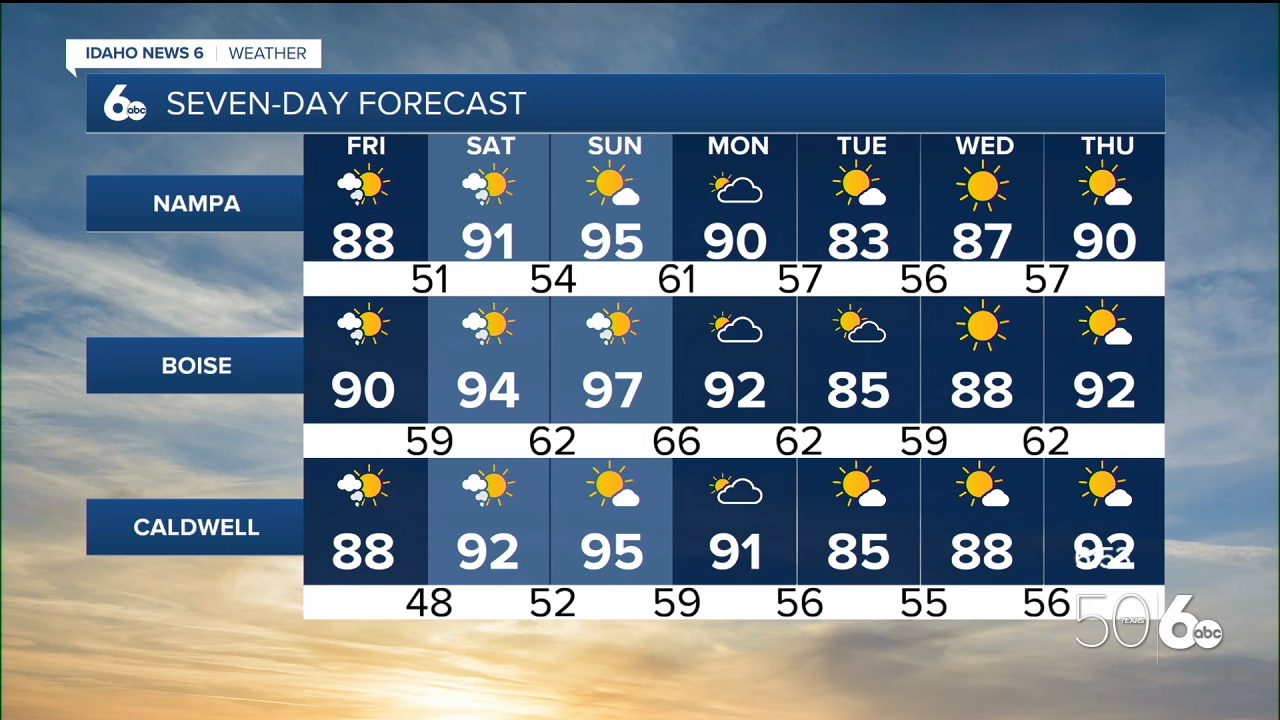 IDAHO NEWS 6 | WEATHER
6abc SEVEN-DAY FORECAST
FRI SAT SUN MON TUE WED THU
NAMPA
88 91 95 90 83 87 90
51 54 61 57 56 57
BOISE
90 94 97 92 85 88 92
59 62 66 62 59 62
CALDWELL
88 92 95 91 85 88 92
48 52 59 56 55 56
50 YEARS 6abc